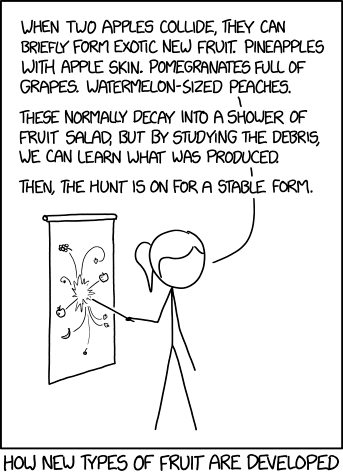 WHEN TWO APPLES COLLIDE, THEY CAN
BRIEFLY FORM EXOTIC NEW FRUIT. PINEAPPLES
WITH APPLE SKIN. POMEGRANATES FULL OF
GRAPES. WATERMELON-SIZED PEACHES.
THESE NORMALLY DECAY INTO A SHOWER OF
FRUIT SALAD, BUT BY STUDYING THE DEBRIS,
WE CAN LEARN WHAT WAS PRODUCED.
THEN, THE HUNT IS ON FOR A STABLE FORM.
HOW NEW TYPES OF FRUIT ARE DEVELOPED